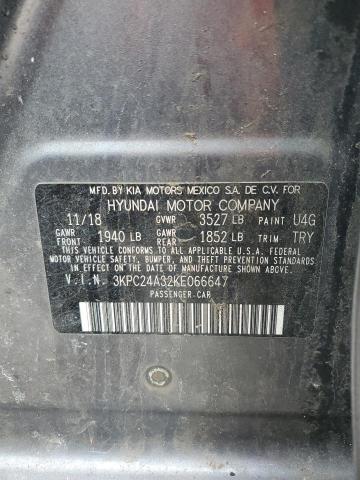 MFD. BY KIA MOTORS MEXICO S.A. DE C.V. FOR
HYUNDAI MOTOR COMPANY
11/18 GVWR 3527 LB PAINT U4G
GAWR FRONT 1940 LB GAWR REAR 1852 LB TRIM TRY
THIS VEHICLE CONFORMS TO ALL APPLICABLE U.S. FEDERAL
MOTOR VEHICLE SAFETY, BUMPER, AND THEFT PREVENTION
STANDARDS IN EFFECT ON THE DATE OF MANUFACTURE SHOWN ABOVE.
V.I.N. 3KPC24A32KE066647
PASSENGER-CAR